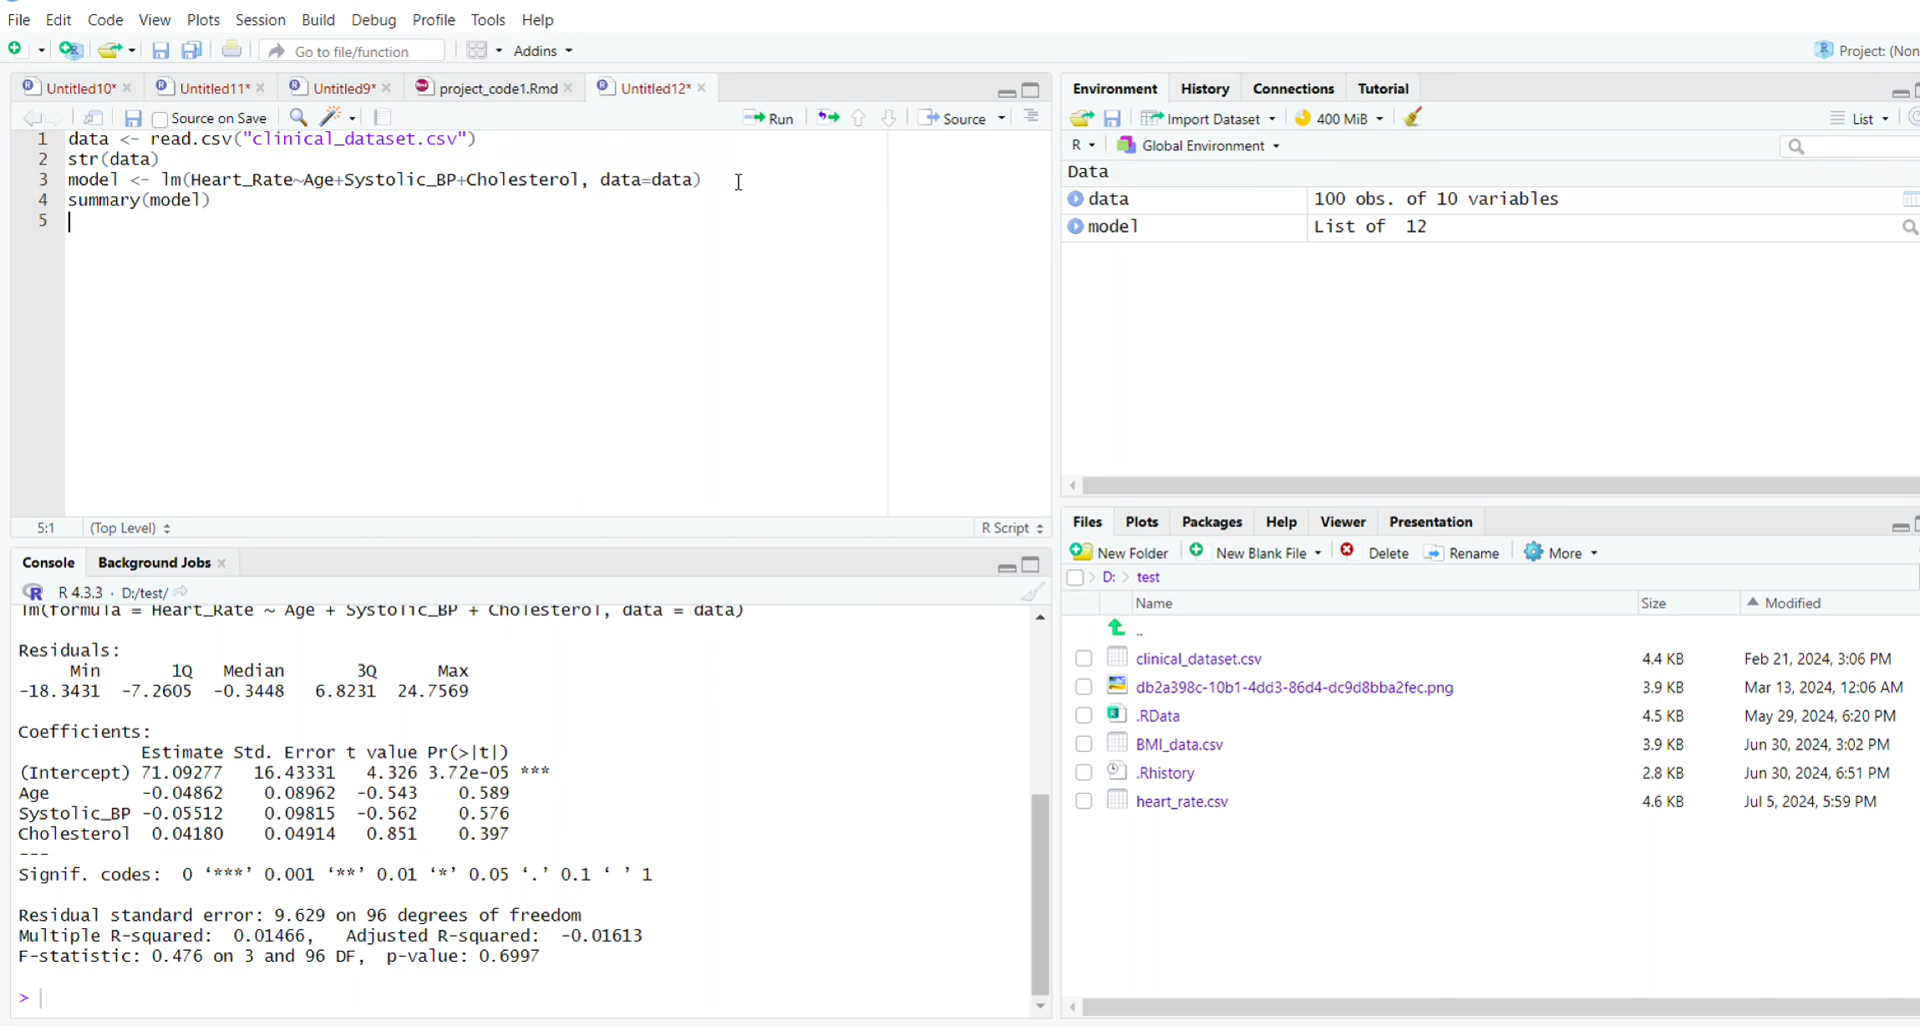 File Edit Code View Plots Session Build Debug Profile Tools Help
Go to file/function Addins Project: (Non
Untitled10* Untitled11* Untitled9* project_code1.Rmd Untitled12*
Source on Save Run Source
1 data <- read.csv("clinical_dataset.csv")
2 str(data)
3 model <- lm(Heart_Rate~Age+Systolic_BP+Cholesterol, data=data)
4 summary(model)
5
5:1 (Top Level) R Script
Console Background Jobs
R 4.3.3 · D:/test/
lm(formula = Heart_Rate ~ Age + Systolic_BP + Cholesterol, data = data)
Residuals:
Min 1Q Median 3Q Max
-18.3431 -7.2605 -0.3448 6.8231 24.7569
Coefficients:
Estimate Std. Error t value Pr(>|t|)
(Intercept) 71.09277 16.43331 4.326 3.72e-05 ***
Age -0.04862 0.08962 -0.543 0.589
Systolic_BP -0.05512 0.09815 -0.562 0.576
Cholesterol 0.04180 0.04914 0.851 0.397
---
Signif. codes: 0 ‘***’ 0.001 ‘**’ 0.01 ‘*’ 0.05 ‘.’ 0.1 ‘ ’ 1
Residual standard error: 9.629 on 96 degrees of freedom
Multiple R-squared: 0.01466, Adjusted R-squared: -0.01613
F-statistic: 0.476 on 3 and 96 DF, p-value: 0.6997
>
Environment History Connections Tutorial
Import Dataset 400 MiB List
R Global Environment
Data
data 100 obs. of 10 variables
model List of 12
Files Plots Packages Help Viewer Presentation
New Folder New Blank File Delete Rename More
D: > test
Name Size Modified
..
clinical_dataset.csv 4.4 KB Feb 21, 2024, 3:06 PM
db2a398c-10b1-4dd3-86d4-dc9d8bba2fec.png 3.9 KB Mar 13, 2024, 12:06 AM
.RData 4.5 KB May 29, 2024, 6:20 PM
BMI_data.csv 3.9 KB Jun 30, 2024, 3:02 PM
.Rhistory 2.8 KB Jun 30, 2024, 6:51 PM
heart_rate.csv 4.6 KB Jul 5, 2024, 5:59 PM